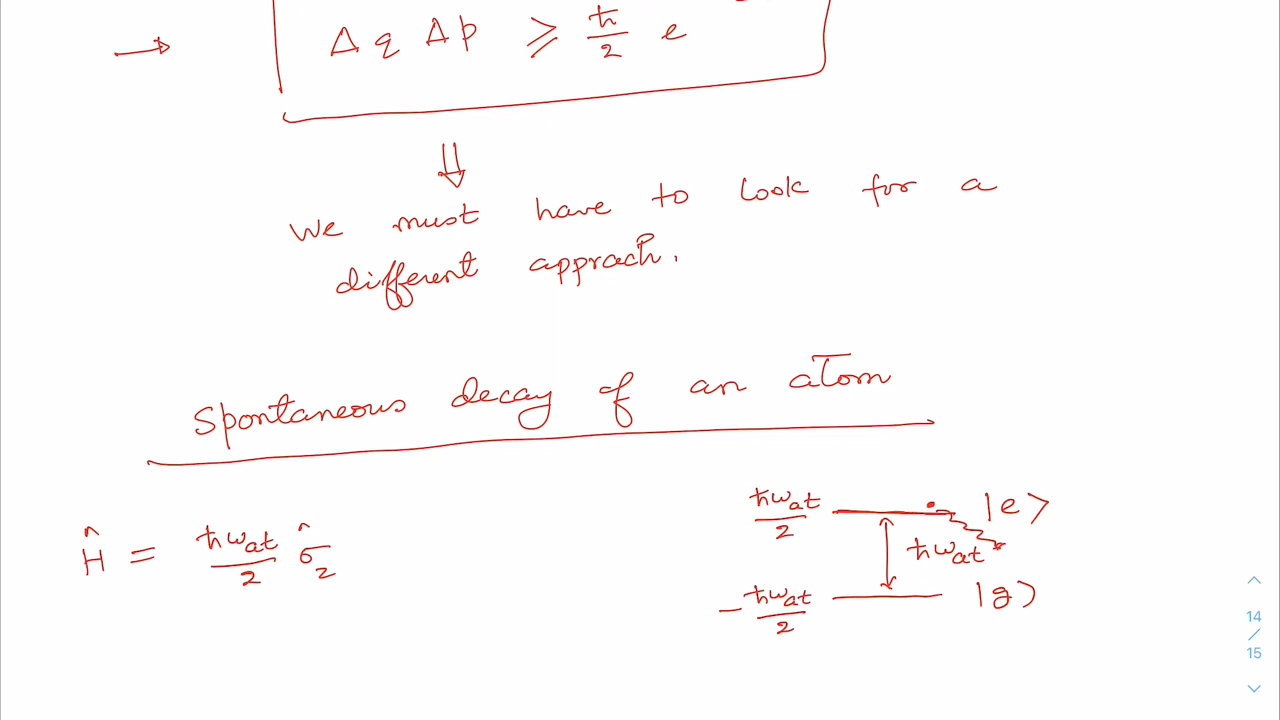 → Δq Δp ≥ ħ/2 e
⇓
We must have to look for a
different apprach.
Spontaneous decay of an atom
ħω_at/2 |e⟩
Ĥ = ħω_at/2 σ̂_z
ħω_at
-ħω_at/2 |g⟩
14
/
15